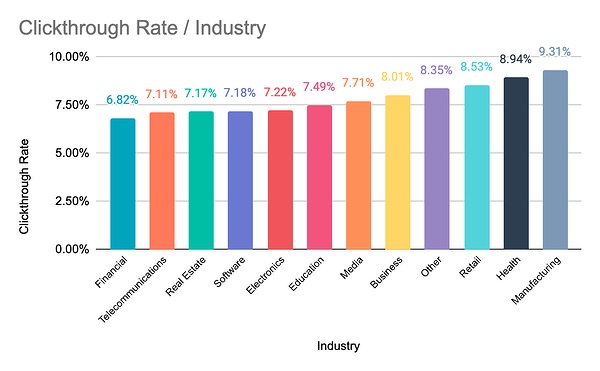 Clickthrough Rate / Industry
Clickthrough Rate
10.00%
7.50%
5.00%
2.50%
0.00%
6.82%
7.11%
7.17%
7.18%
7.22%
7.49%
7.71%
8.01%
8.35%
8.53%
8.94%
9.31%
Financial
Telecommunications
Real Estate
Software
Electronics
Education
Media
Business
Other
Retail
Health
Manufacturing
Industry